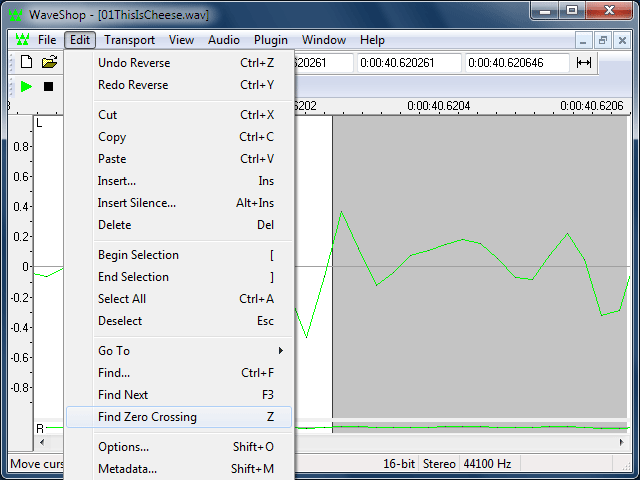 WaveShop - [01ThisIsCheese.wav]
File Edit Transport View Audio Plugin Window Help
620261 0:00:40.620261 0:00:40.620646
6202 0:00:40.6204 0:00:40.6206
L
0.8
0.6
0.4
0.2
0
-0.2
-0.4
-0.6
-0.8
R
Undo Reverse Ctrl+Z
Redo Reverse Ctrl+Y
Cut Ctrl+X
Copy Ctrl+C
Paste Ctrl+V
Insert... Ins
Insert Silence... Alt+Ins
Delete Del
Begin Selection [
End Selection ]
Select All Ctrl+A
Deselect Esc
Go To
Find... Ctrl+F
Find Next F3
Find Zero Crossing Z
Options... Shift+O
Metadata... Shift+M
Move curs 16-bit Stereo 44100 Hz